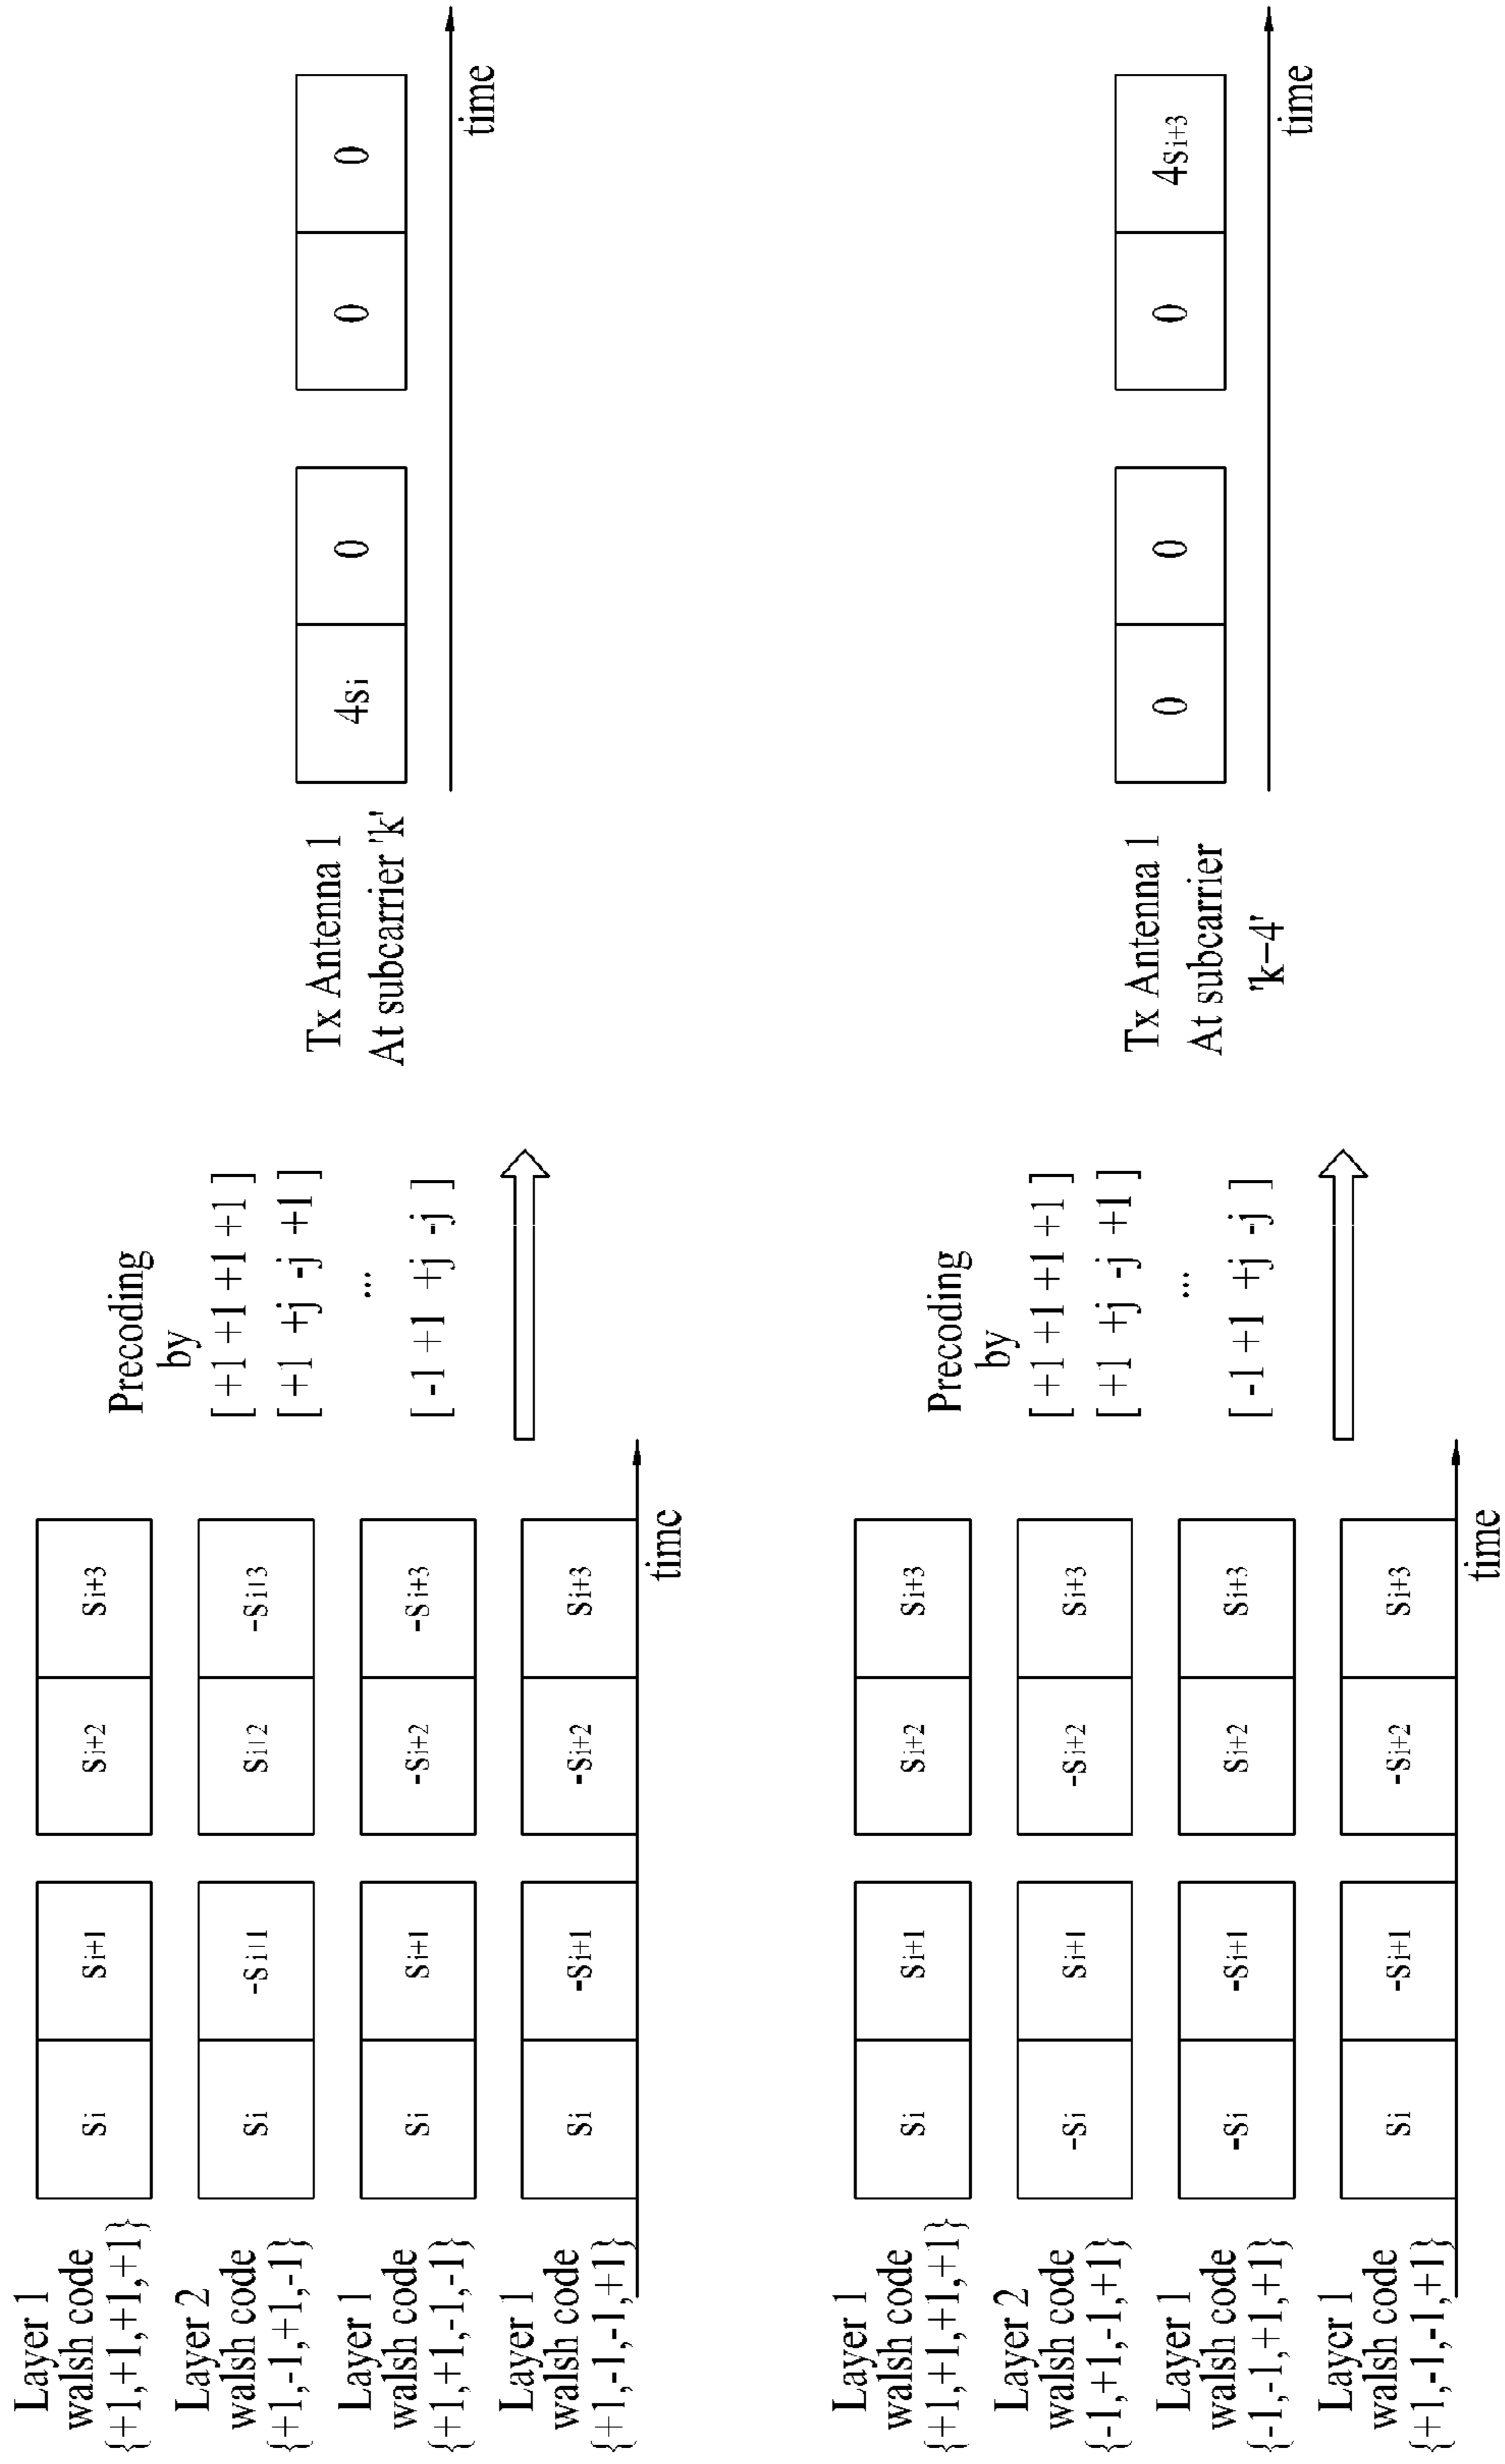 Layer 1
walsh code
{+1,+1,+1,+1}
Si
Si+1
Si+2
Si+3
Layer 2
walsh code
{+1,-1,+1,-1}
Si
-Si+1
Si+2
-Si+3
Layer 1
walsh code
{+1,+1,-1,-1}
Si
Si+1
-Si+2
-Si+3
Layer 1
walsh code
{+1,-1,-1,+1}
Si
-Si+1
-Si+2
Si+3
time
Precoding
by
[ +1 +1 +1 +1 ]
[ +1 +j -j +1 ]
...
[ -1 +1 +j -j ]
Tx Antenna 1
At subcarrier 'k'
4Si
0
0
0
time
Layer 1
walsh code
{+1,+1,+1,+1}
Si
Si+1
Si+2
Si+3
Layer 2
walsh code
{-1,+1,-1,+1}
-Si
Si+1
-Si+2
Si+3
Layer 1
walsh code
{-1,-1,+1,+1}
-Si
-Si+1
Si+2
Si+3
Layer 1
walsh code
{+1,-1,-1,+1}
Si
-Si+1
-Si+2
Si+3
time
Precoding
by
[ +1 +1 +1 +1 ]
[ +1 +j -j +1 ]
...
[ -1 +1 +j -j ]
Tx Antenna 1
At subcarrier
'k-4'
0
0
0
4Si+3
time